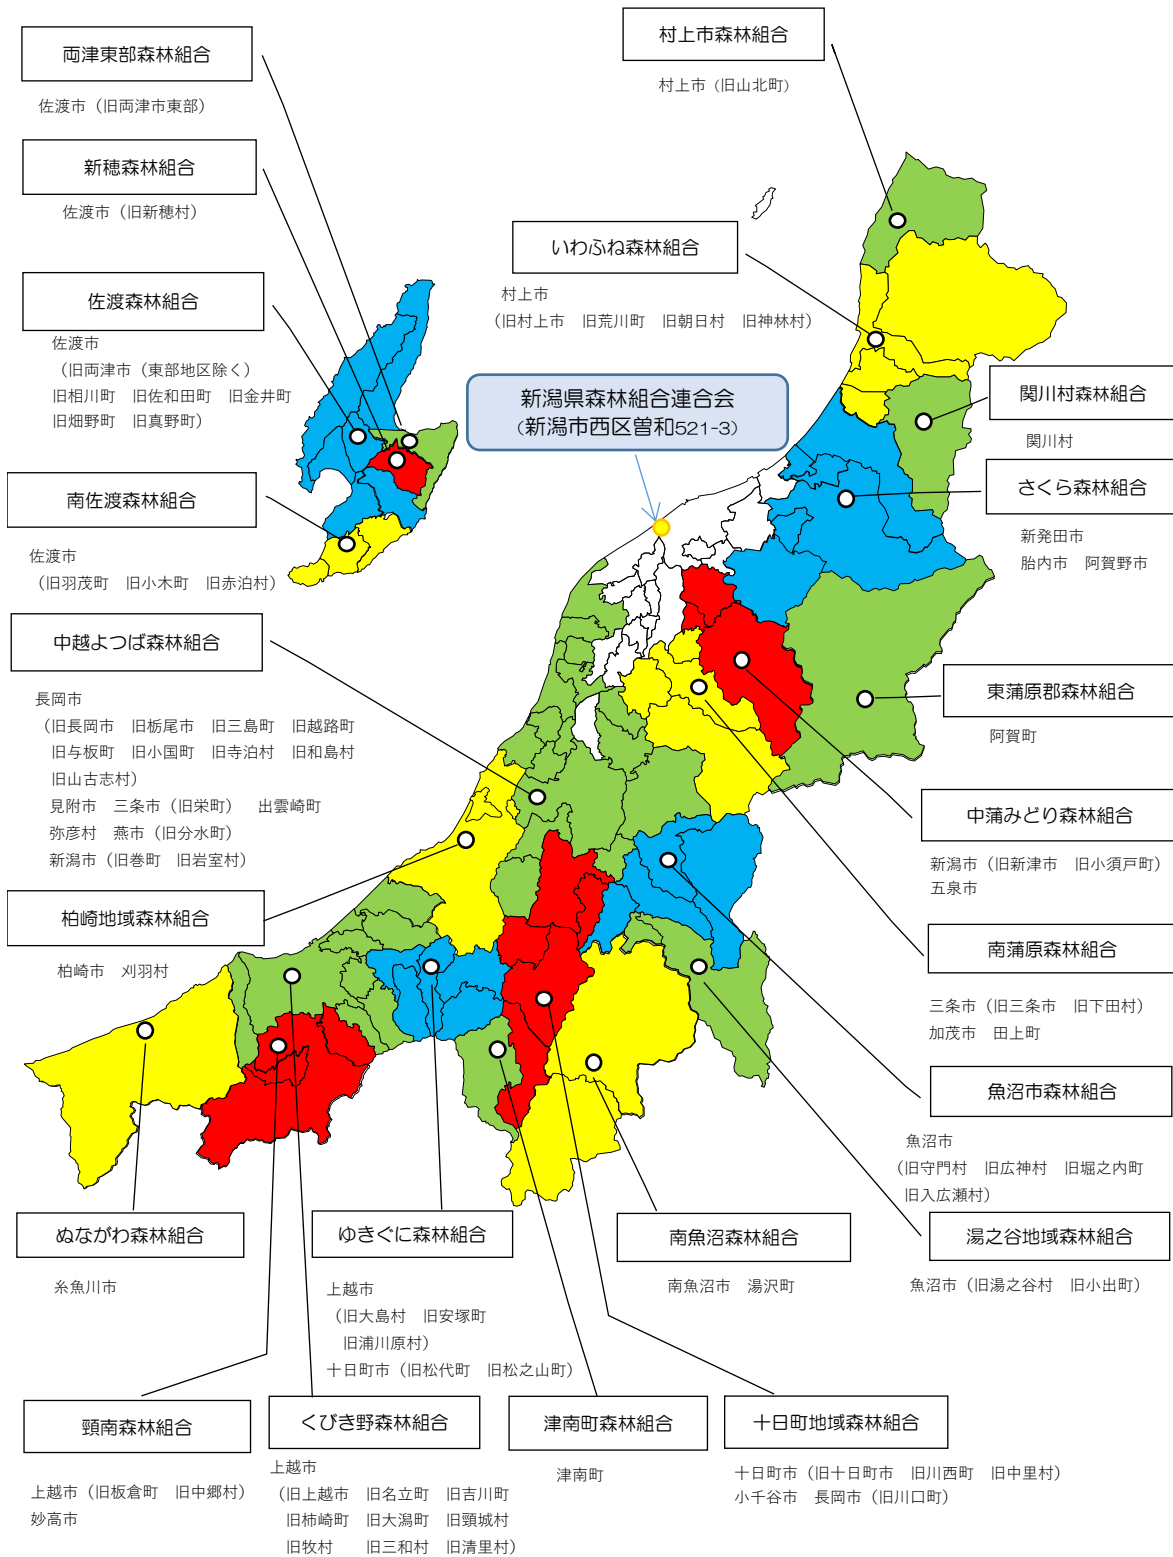 両津東部森林組合
佐渡市（旧両津市東部）
新穂森林組合
佐渡市（旧新穂村）
佐渡森林組合
佐渡市
（旧両津市（東部地区除く）
旧相川町　旧佐和田町　旧金井町
旧畑野町　旧真野町）
南佐渡森林組合
佐渡市
（旧羽茂町　旧小木町　旧赤泊村）
村上市森林組合
村上市（旧山北町）
いわふね森林組合
村上市
（旧村上市　旧荒川町　旧朝日村　旧神林村）
新潟県森林組合連合会
（新潟市西区曽和521-3）
関川村森林組合
関川村
さくら森林組合
新発田市
胎内市　阿賀野市
中越よつば森林組合
長岡市
（旧長岡市　旧栃尾市　旧三島町　旧越路町
旧与板町　旧小国町　旧寺泊村　旧和島村
旧山古志村）
見附市　三条市（旧栄町）　出雲崎町
弥彦村　燕市（旧分水町）
新潟市（旧巻町　旧岩室村）
東蒲原郡森林組合
阿賀町
中蒲みどり森林組合
新潟市（旧新津市　旧小須戸町）
五泉市
柏崎地域森林組合
柏崎市　刈羽村
南蒲原森林組合
三条市（旧三条市　旧下田村）
加茂市　田上町
魚沼市森林組合
魚沼市
（旧守門村　旧広神村　旧堀之内町
旧入広瀬村）
湯之谷地域森林組合
魚沼市（旧湯之谷村　旧小出町）
ぬながわ森林組合
糸魚川市
ゆきぐに森林組合
上越市
（旧大島村　旧安塚町
旧浦川原村）
十日町市（旧松代町　旧松之山町）
南魚沼森林組合
南魚沼市　湯沢町
頸南森林組合
上越市（旧板倉町　旧中郷村）
妙高市
くびき野森林組合
上越市
（旧上越市　旧名立町　旧吉川町
旧柿崎町　旧大潟町　旧頸城村
旧牧村　　旧三和村　旧清里村）
津南町森林組合
津南町
十日町地域森林組合
十日町市（旧十日町市　旧川西町　旧中里村）
小千谷市　長岡市（旧川口町）